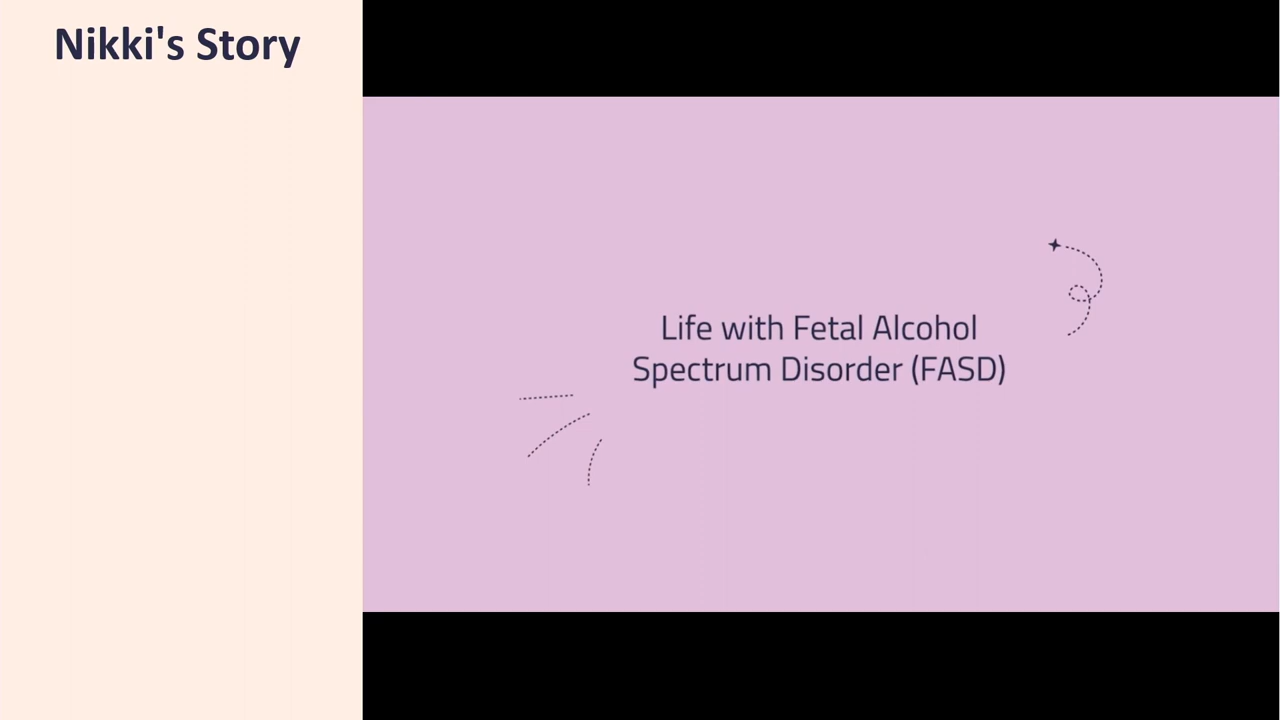 Nikki's Story
Life with Fetal Alcohol
Spectrum Disorder (FASD)